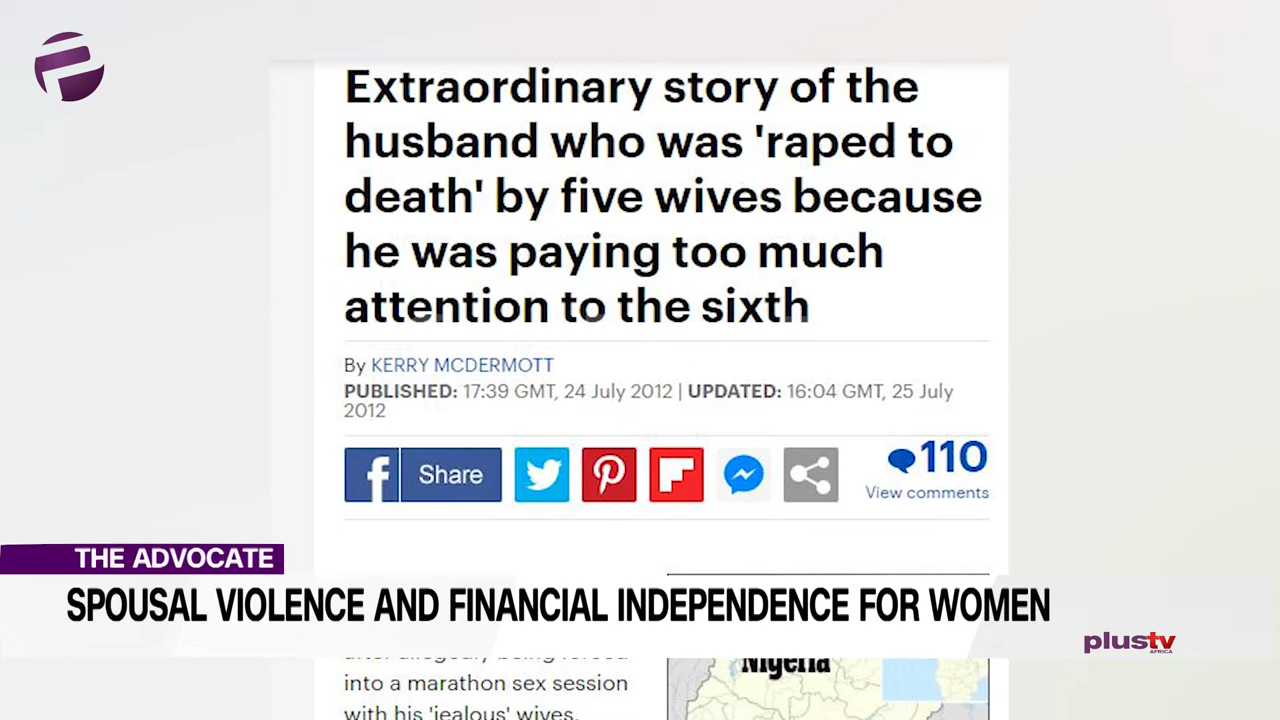 Extraordinary story of the
husband who was 'raped to
death' by five wives because
he was paying too much
attention to the sixth
By KERRY MCDERMOTT
PUBLISHED: 17:39 GMT, 24 July 2012 | UPDATED: 16:04 GMT, 25 July
2012
Share
110
View comments
THE ADVOCATE
SPOUSAL VIOLENCE AND FINANCIAL INDEPENDENCE FOR WOMEN
plustv
AFRICA
Nigeria
into a marathon sex session
with his 'jealous' wives.